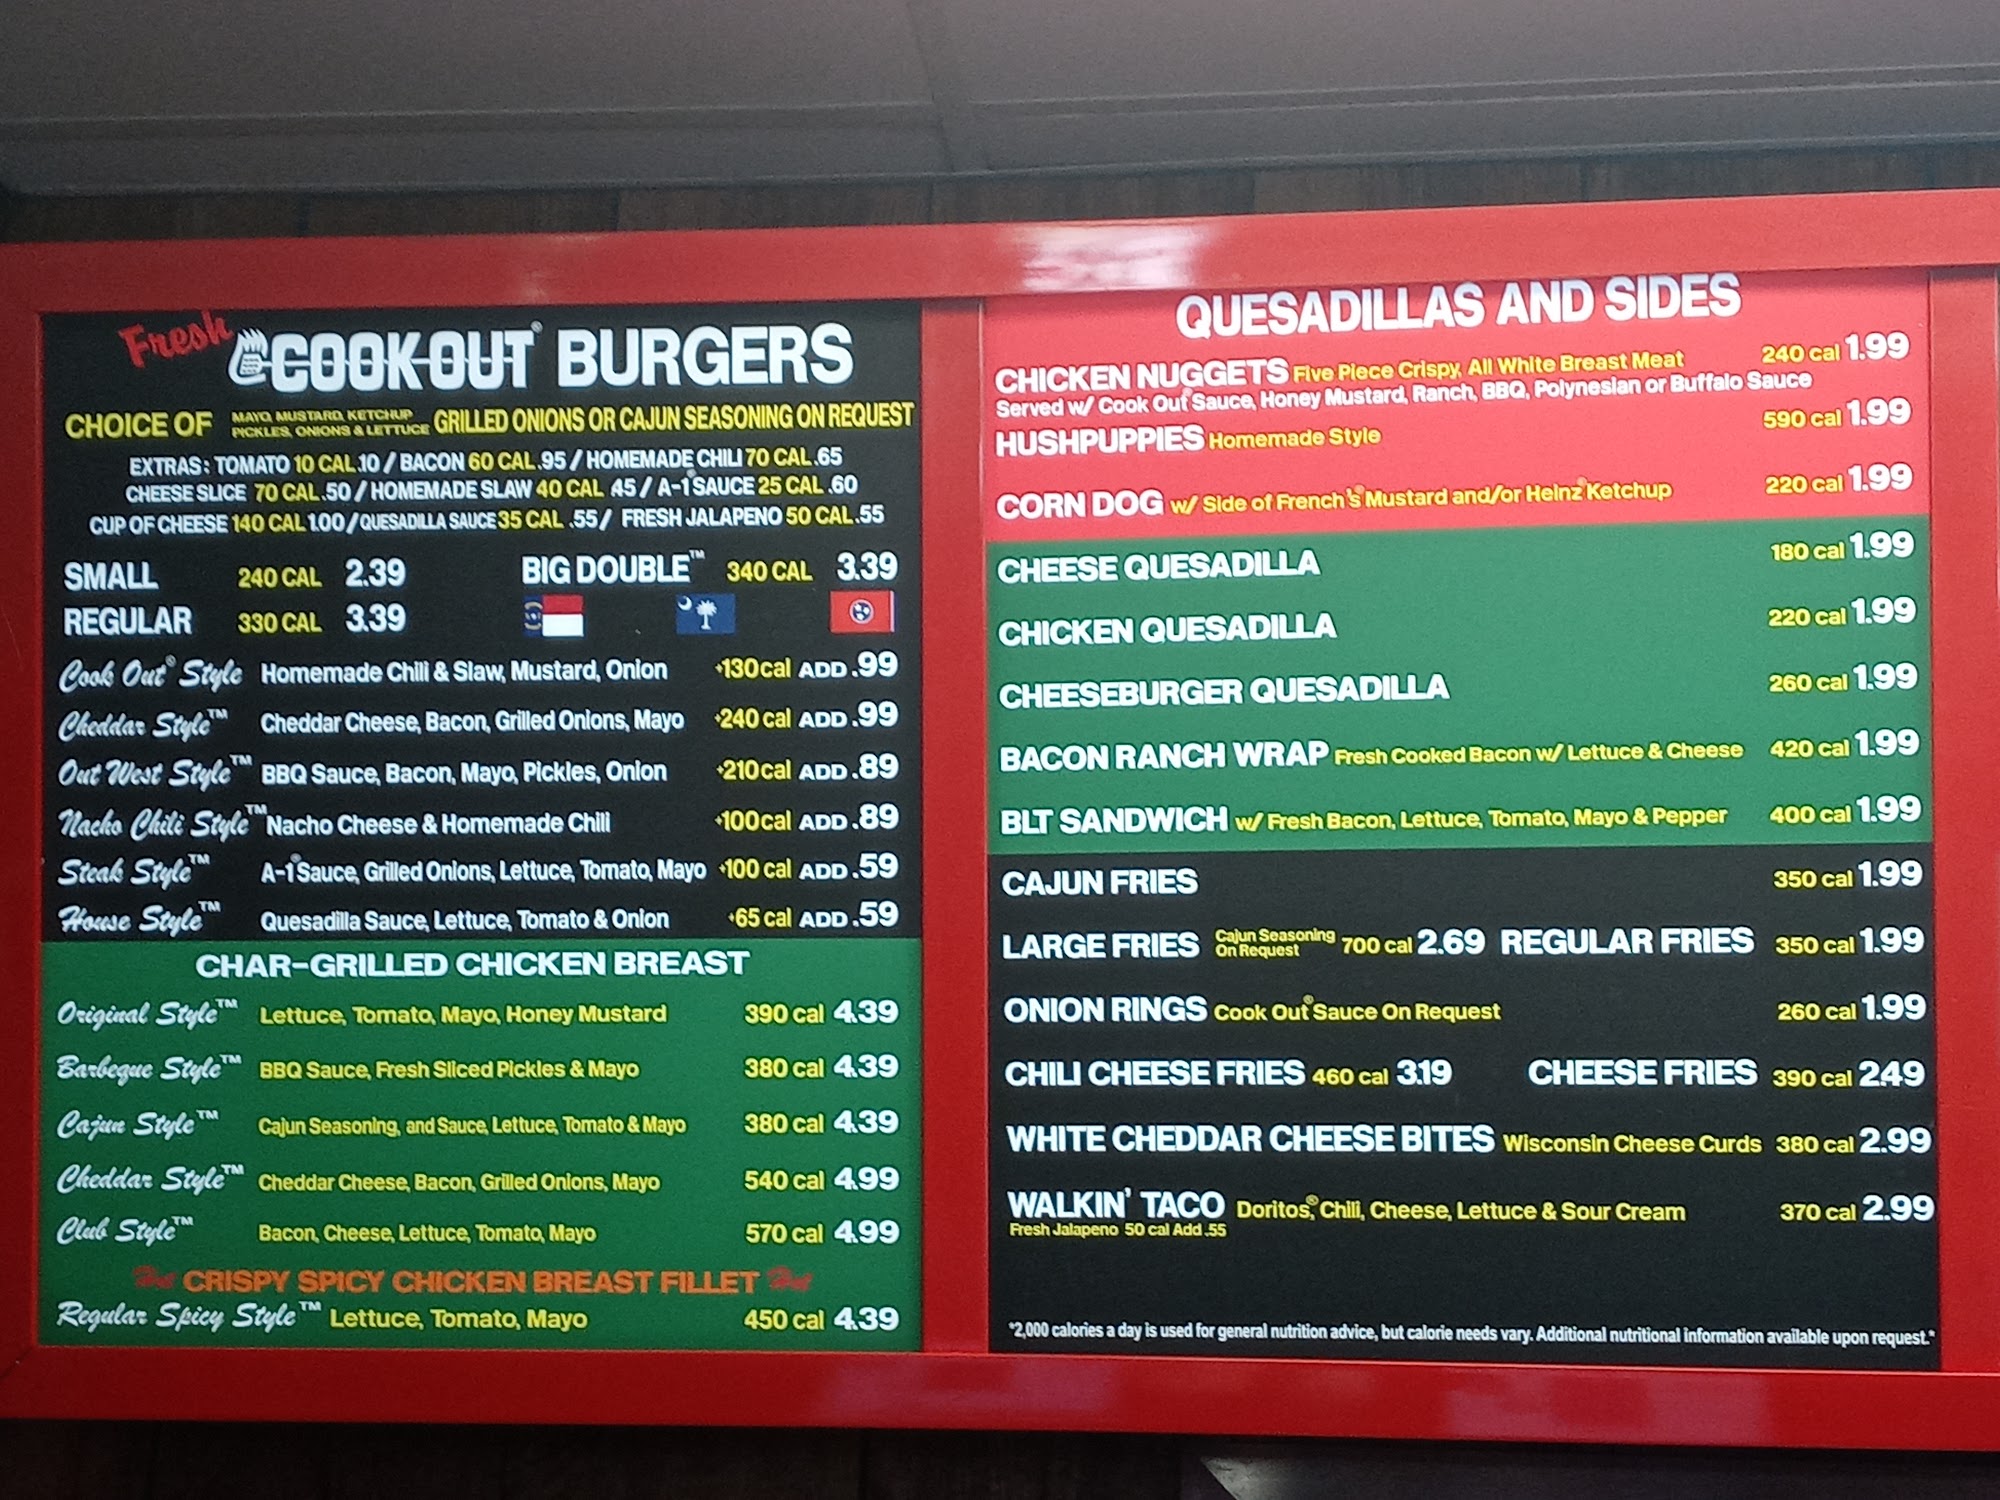 Fresh COOK OUT® BURGERS
CHOICE OF MAYO, MUSTARD, KETCHUP PICKLES, ONIONS & LETTUCE GRILLED ONIONS OR CAJUN SEASONING ON REQUEST
EXTRAS: TOMATO 10 CAL .10 / BACON 60 CAL .95 / HOMEMADE CHILI 70 CAL .65
CHEESE SLICE 70 CAL .50 / HOMEMADE SLAW 40 CAL .45 / A-1® SAUCE 25 CAL .60
CUP OF CHEESE 140 CAL 1.00 / QUESADILLA SAUCE 35 CAL .55 / FRESH JALAPENO 50 CAL .55
SMALL 240 CAL 2.39 BIG DOUBLE™ 340 CAL 3.39
REGULAR 330 CAL 3.39
Cook Out® Style Homemade Chili & Slaw, Mustard, Onion +130 cal ADD .99
Cheddar Style™ Cheddar Cheese, Bacon, Grilled Onions, Mayo +240 cal ADD .99
Out West Style™ BBQ Sauce, Bacon, Mayo, Pickles, Onion +210 cal ADD .89
Nacho Chili Style™ Nacho Cheese & Homemade Chili +100 cal ADD .89
Steak Style™ A-1® Sauce, Grilled Onions, Lettuce, Tomato, Mayo +100 cal ADD .59
House Style™ Quesadilla Sauce, Lettuce, Tomato & Onion +65 cal ADD .59
CHAR-GRILLED CHICKEN BREAST
Original Style™ Lettuce, Tomato, Mayo, Honey Mustard 390 cal 4.39
Barbeque Style™ BBQ Sauce, Fresh Sliced Pickles & Mayo 380 cal 4.39
Cajun Style™ Cajun Seasoning, and Sauce, Lettuce, Tomato & Mayo 380 cal 4.39
Cheddar Style™ Cheddar Cheese, Bacon, Grilled Onions, Mayo 540 cal 4.99
Club Style™ Bacon, Cheese, Lettuce, Tomato, Mayo 570 cal 4.99
Hot CRISPY SPICY CHICKEN BREAST FILLET Hot
Regular Spicy Style™ Lettuce, Tomato, Mayo 450 cal 4.39
QUESADILLAS AND SIDES
CHICKEN NUGGETS Five Piece Crispy, All White Breast Meat 240 cal 1.99
Served w/ Cook Out® Sauce, Honey Mustard, Ranch, BBQ, Polynesian or Buffalo Sauce
HUSHPUPPIES Homemade Style 590 cal 1.99
CORN DOG w/ Side of French's® Mustard and/or Heinz® Ketchup 220 cal 1.99
CHEESE QUESADILLA 180 cal 1.99
CHICKEN QUESADILLA 220 cal 1.99
CHEESEBURGER QUESADILLA 260 cal 1.99
BACON RANCH WRAP Fresh Cooked Bacon w/ Lettuce & Cheese 420 cal 1.99
BLT SANDWICH w/ Fresh Bacon, Lettuce, Tomato, Mayo & Pepper 400 cal 1.99
CAJUN FRIES 350 cal 1.99
LARGE FRIES Cajun Seasoning On Request 700 cal 2.69 REGULAR FRIES 350 cal 1.99
ONION RINGS Cook Out® Sauce On Request 260 cal 1.99
CHILI CHEESE FRIES 460 cal 3.19 CHEESE FRIES 390 cal 2.49
WHITE CHEDDAR CHEESE BITES Wisconsin Cheese Curds 380 cal 2.99
WALKIN' TACO Doritos®, Chili, Cheese, Lettuce & Sour Cream 370 cal 2.99
Fresh Jalapeno 50 cal Add .55
*2,000 calories a day is used for general nutrition advice, but calorie needs vary. Additional nutritional information available upon request.*